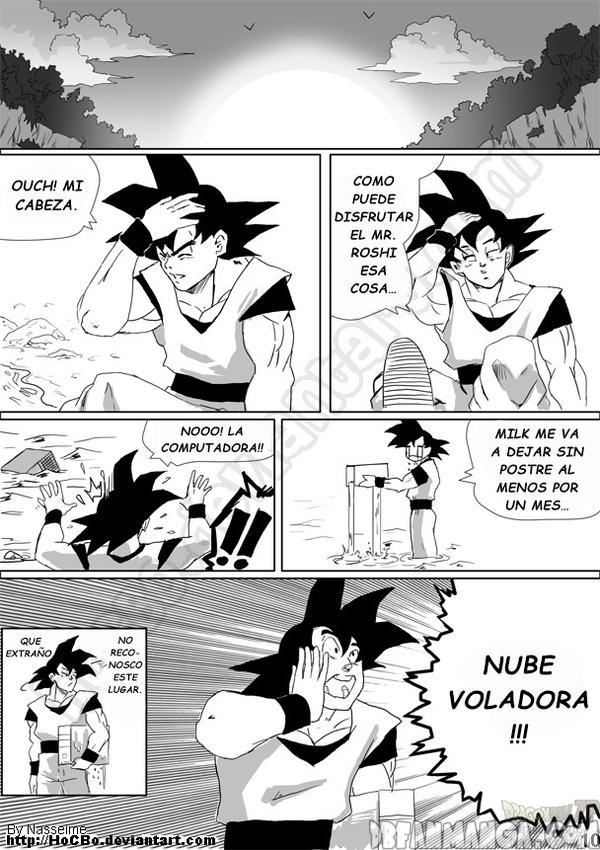 OUCH! MI
CABEZA.
COMO
PUEDE
DISFRUTAR
EL MR.
ROSHI
ESA
COSA...
NOOO! LA
COMPUTADORA!!
!!
MILK ME VA
A DEJAR SIN
POSTRE AL
MENOS POR
UN MES...
QUE
EXTRAÑO
NO
RECO-
NOSCO
ESTE
LUGAR.
NUBE
VOLADORA
!!!
By Nasselme
http://HoCBo.deviantart.com
10